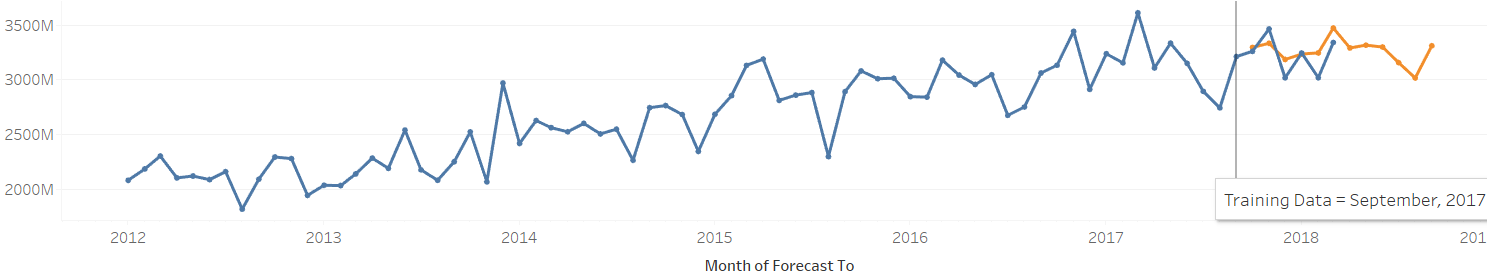 3500M
3000M
2500M
2000M
Training Data = September, 2017
2012 2013 2014 2015 2016 2017 2018 201
Month of Forecast To